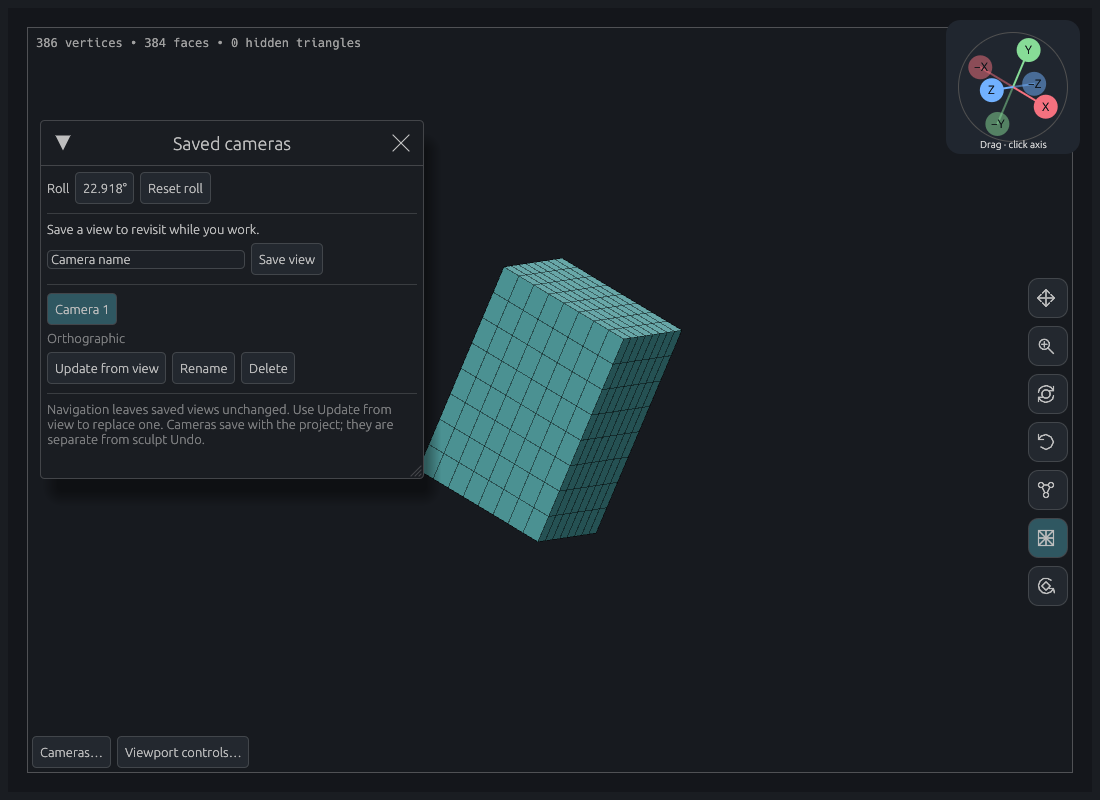 386 vertices • 384 faces • 0 hidden triangles
Y
−X
Z
−Z
X
−Y
Drag · click axis
▼ Saved cameras
Roll 22.918° Reset roll
Save a view to revisit while you work.
Camera name Save view
Camera 1
Orthographic
Update from view Rename Delete
Navigation leaves saved views unchanged. Use Update from
view to replace one. Cameras save with the project; they are
separate from sculpt Undo.
Cameras… Viewport controls…